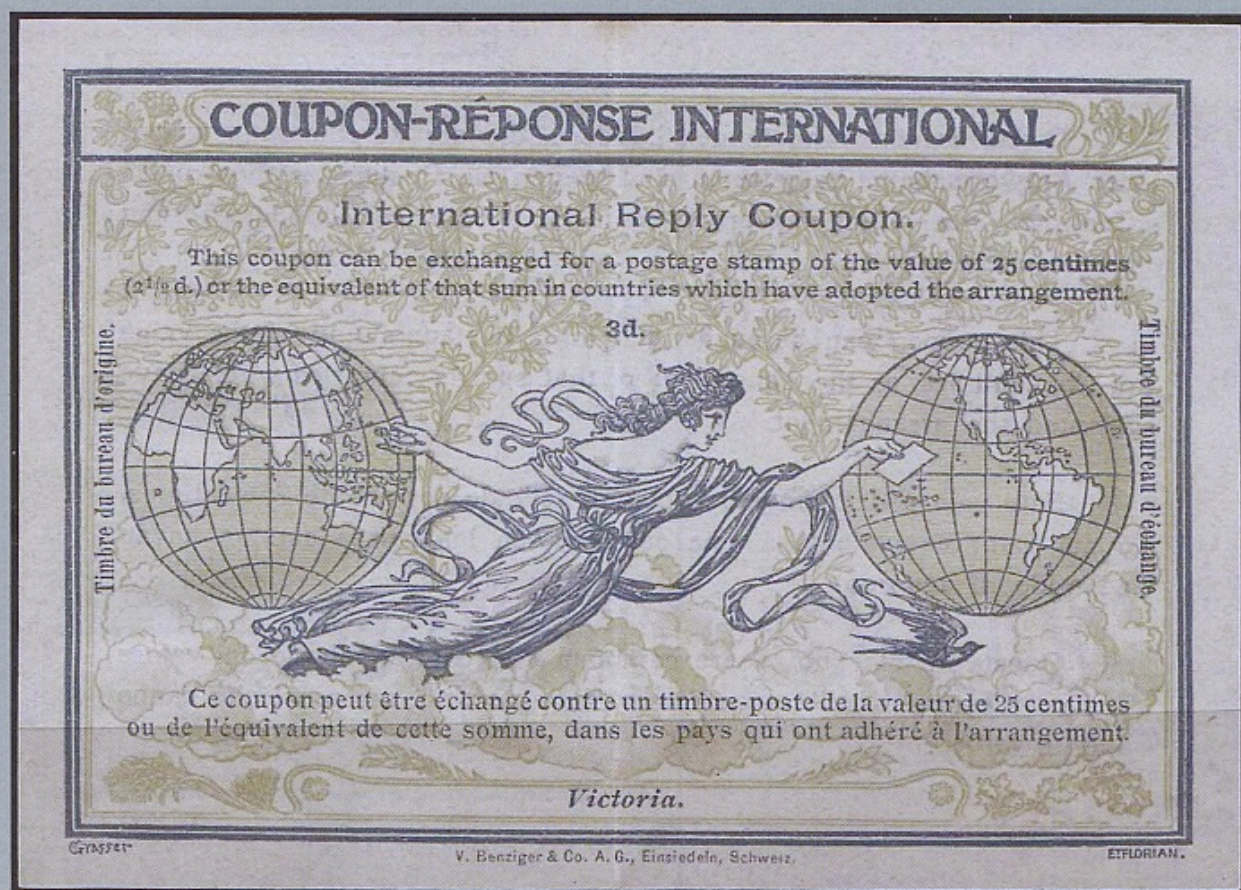 COUPON-RÉPONSE INTERNATIONAL
International Reply Coupon.
This coupon can be exchanged for a postage stamp of the value of 25 centimes
(2½ d.) or the equivalent of that sum in countries which have adopted the arrangement.
3d.
Timbre du bureau d'origine.
Timbre du bureau d'échange.
Ce coupon peut être échangé contre un timbre-poste de la valeur de 25 centimes
ou de l'équivalent de cette somme, dans les pays qui ont adhéré à l'arrangement.
Victoria.
Grasset
V. Benziger & Co. A. G., Einsiedeln, Schweiz.
ET FLORIAN.